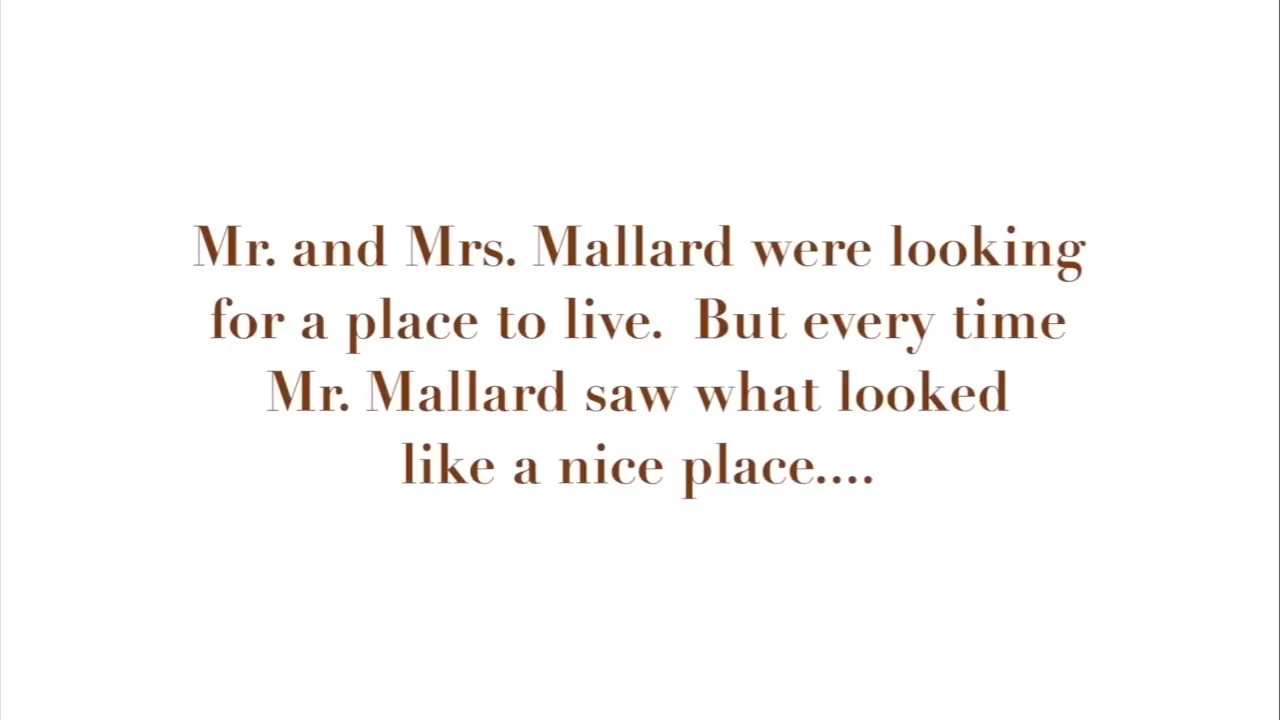 Mr. and Mrs. Mallard were looking
for a place to live.  But every time
Mr. Mallard saw what looked
like a nice place....